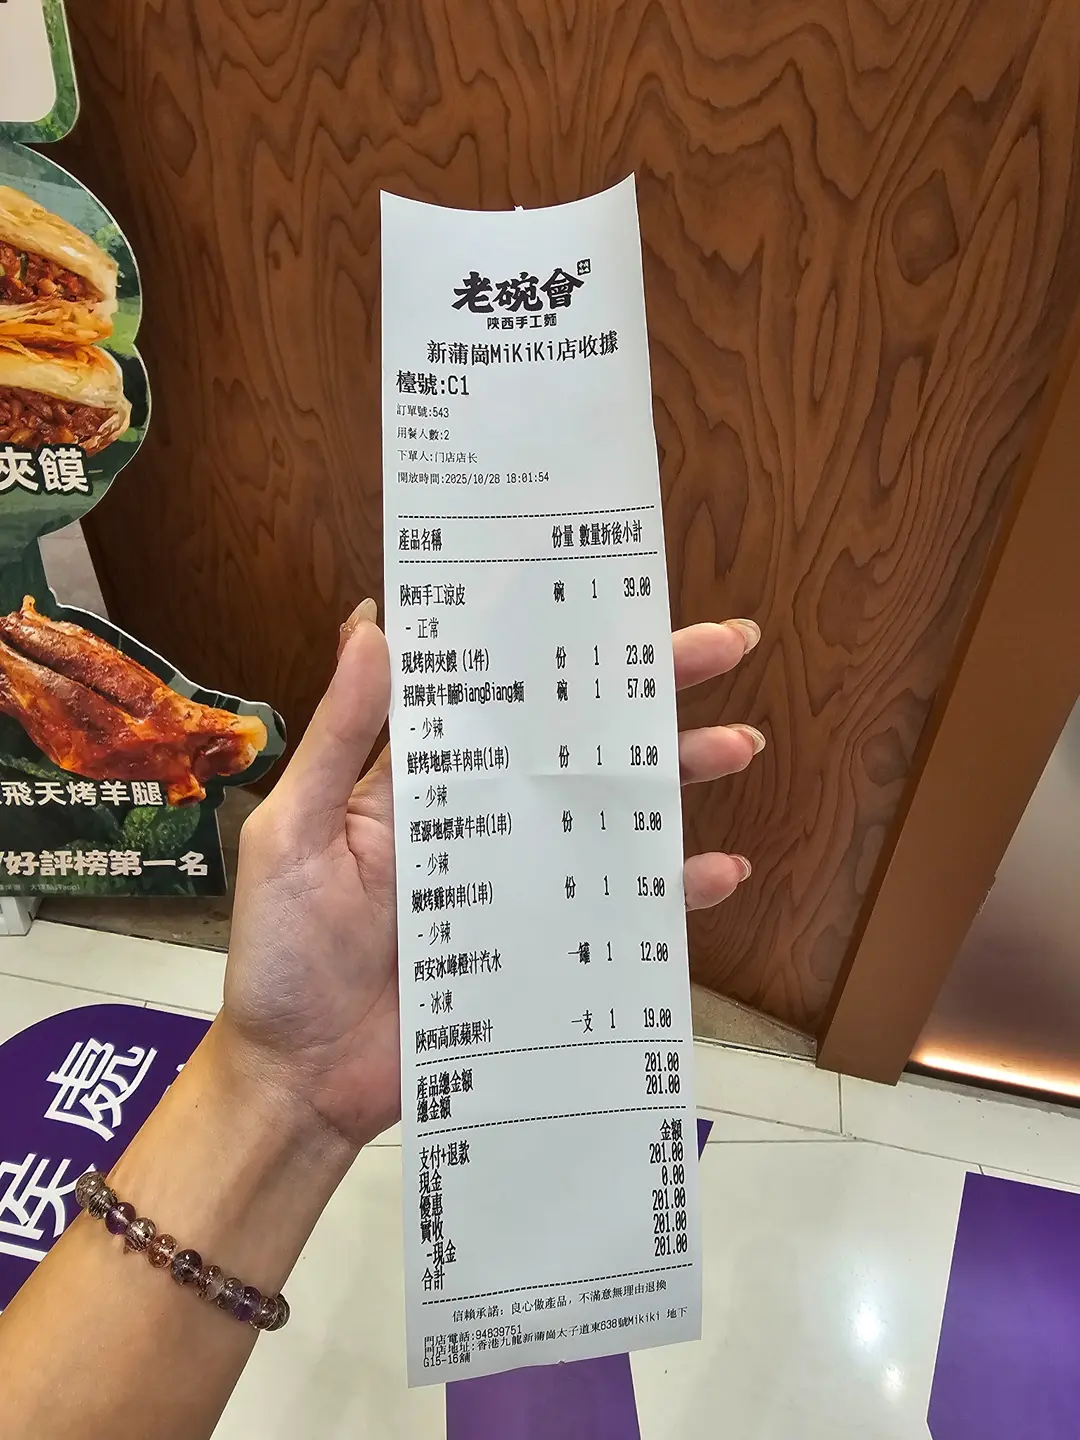 夾饃
飛天烤羊腿
好評榜第一名
處
候
老碗會
陝西手工麵
新蒲崗MiKiKi店收據
檯號:C1
訂單號:543
用餐人數:2
下單人:门店店长
開放時間:2025/10/28 18:01:54
產品名稱 份量 數量折後小計
陝西手工涼皮 碗 1 39.00
- 正常
現烤肉夾饃 (1件) 份 1 23.00
招牌黃牛腩BiangBiang麵 碗 1 57.00
- 少辣
鮮烤地標羊肉串(1串) 份 1 18.00
- 少辣
涇源地標黃牛串(1串) 份 1 18.00
- 少辣
嫩烤雞肉串(1串) 份 1 15.00
- 少辣
西安冰峰橙汁汽水 一罐 1 12.00
- 冰凍
陝西高原蘋果汁 一支 1 19.00
產品總金額 201.00
總金額 201.00
支付+退款 金額
現金 201.00
優惠 0.00
實收 201.00
-現金 201.00
合計 201.00
信賴承諾：良心做產品，不滿意無理由退換
門店電話:94839751
門店地址:香港九龍新蒲崗太子道東638號Mikiki 地下
G15-16舖